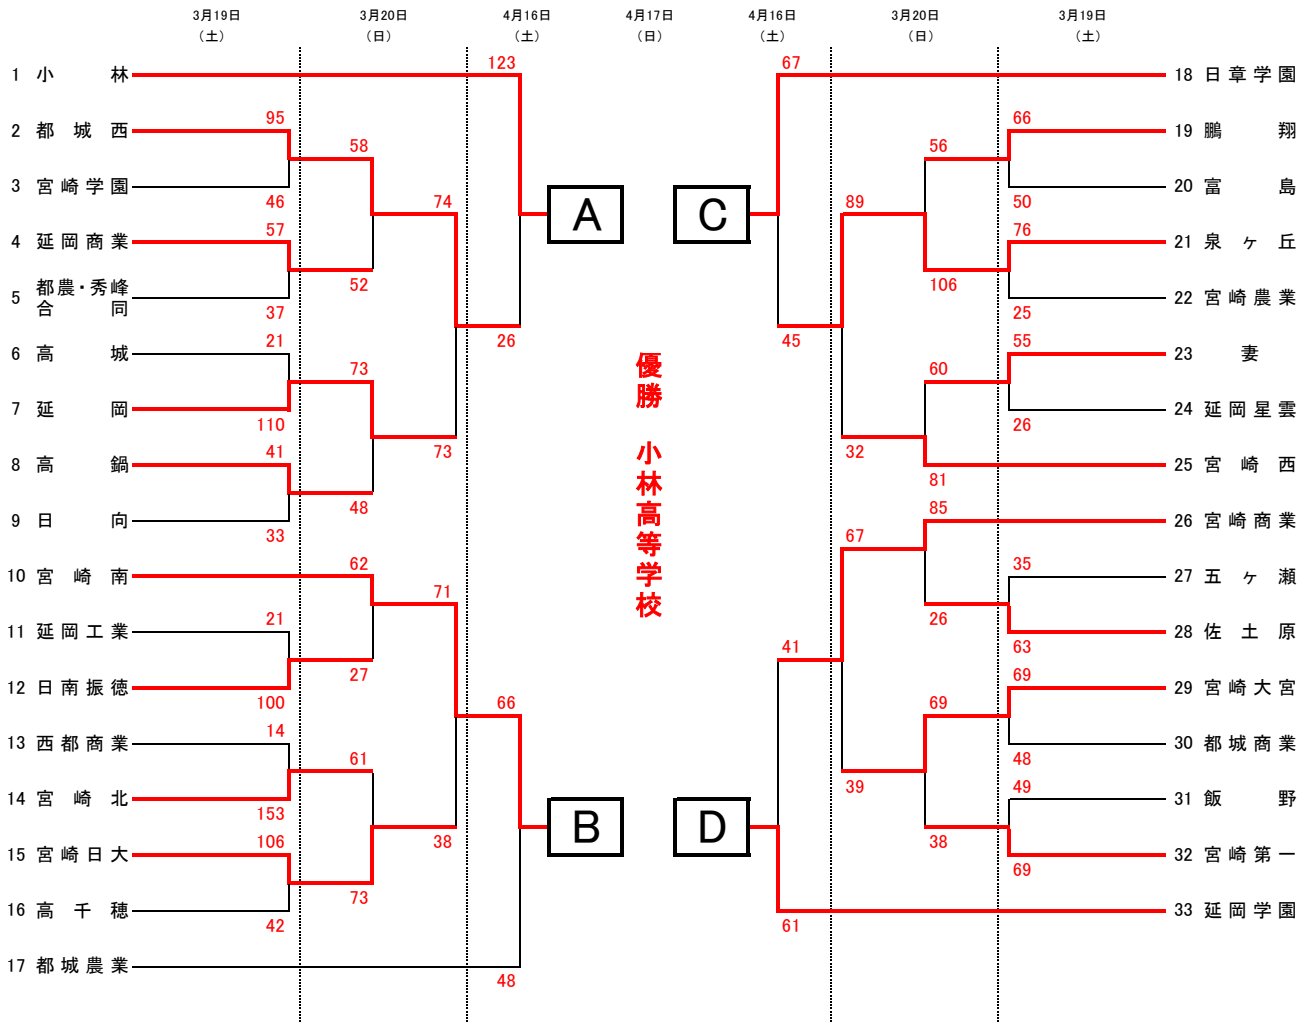 3月19日 3月20日 4月16日 4月17日 4月16日 3月20日 3月19日
（土） （日） （土） （日） （土） （日） （土）
123 67
1 小林 18 日章学園
95 66
2 都城西 19 鵬翔
58 56
3 宮崎学園 20 富島
46 74 89 50
A C
57 76
4 延岡商業 21 泉ヶ丘
52 106
5 都農・秀峰合同 22 宮崎農業
37 25
21 26 45 55
6 高城 23 妻
73 60
7 延岡 24 延岡星雲
110 26
41 73 32
8 高鍋 25 宮崎西
48 81
85
9 日向 26 宮崎商業
33 67
62 35
10 宮崎南 27 五ヶ瀬
71
21 26
11 延岡工業 28 佐土原
41 63
27 69
12 日南振徳 29 宮崎大宮
100 66 69
14
13 西都商業 30 都城商業
61 48
39 49
14 宮崎北 31 飯野
153
B D
106 38 38
15 宮崎日大 32 宮崎第一
69
73
16 高千穂 33 延岡学園
42 61
17 都城農業
48
優勝 小林高等学校